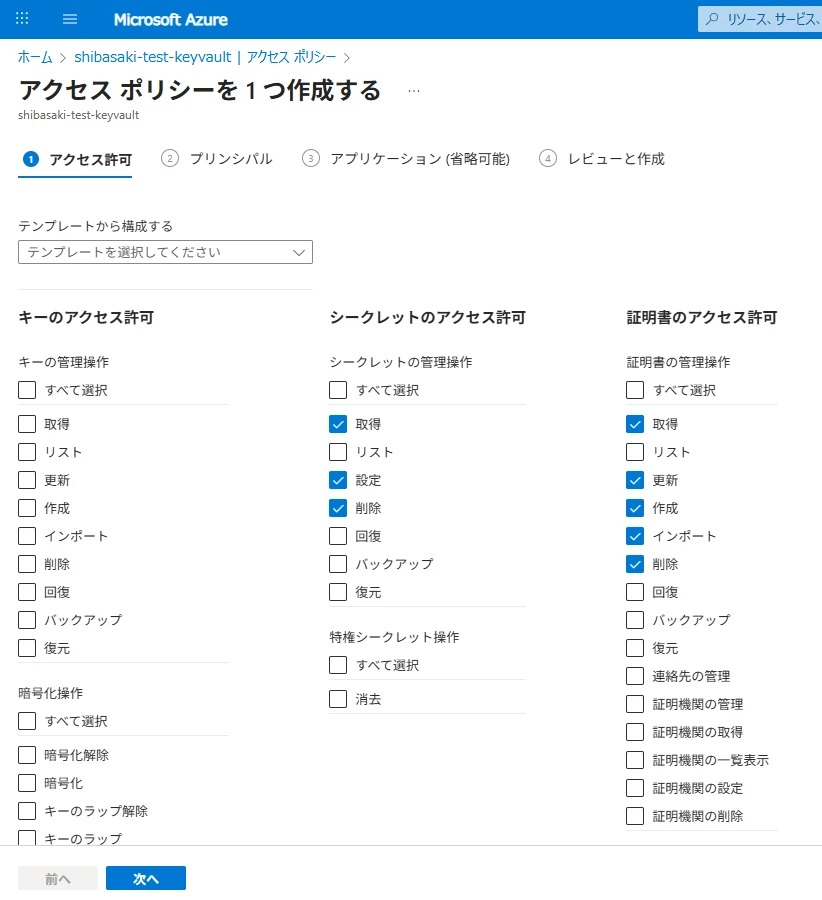 Microsoft Azure
リソース、サービス、
ホーム > shibasaki-test-keyvault | アクセス ポリシー >
アクセス ポリシーを 1 つ作成する ...
shibasaki-test-keyvault
1 アクセス許可
2 プリンシパル
3 アプリケーション (省略可能)
4 レビューと作成
テンプレートから構成する
テンプレートを選択してください
キーのアクセス許可
キーの管理操作
すべて選択
取得
リスト
更新
作成
インポート
削除
回復
バックアップ
復元
暗号化操作
すべて選択
暗号化解除
暗号化
キーのラップ解除
キーのラップ
シークレットのアクセス許可
シークレットの管理操作
すべて選択
取得
リスト
設定
削除
回復
バックアップ
復元
特権シークレット操作
すべて選択
消去
証明書のアクセス許可
証明書の管理操作
すべて選択
取得
リスト
更新
作成
インポート
削除
回復
バックアップ
復元
連絡先の管理
証明機関の管理
証明機関の取得
証明機関の一覧表示
証明機関の設定
証明機関の削除
前へ
次へ